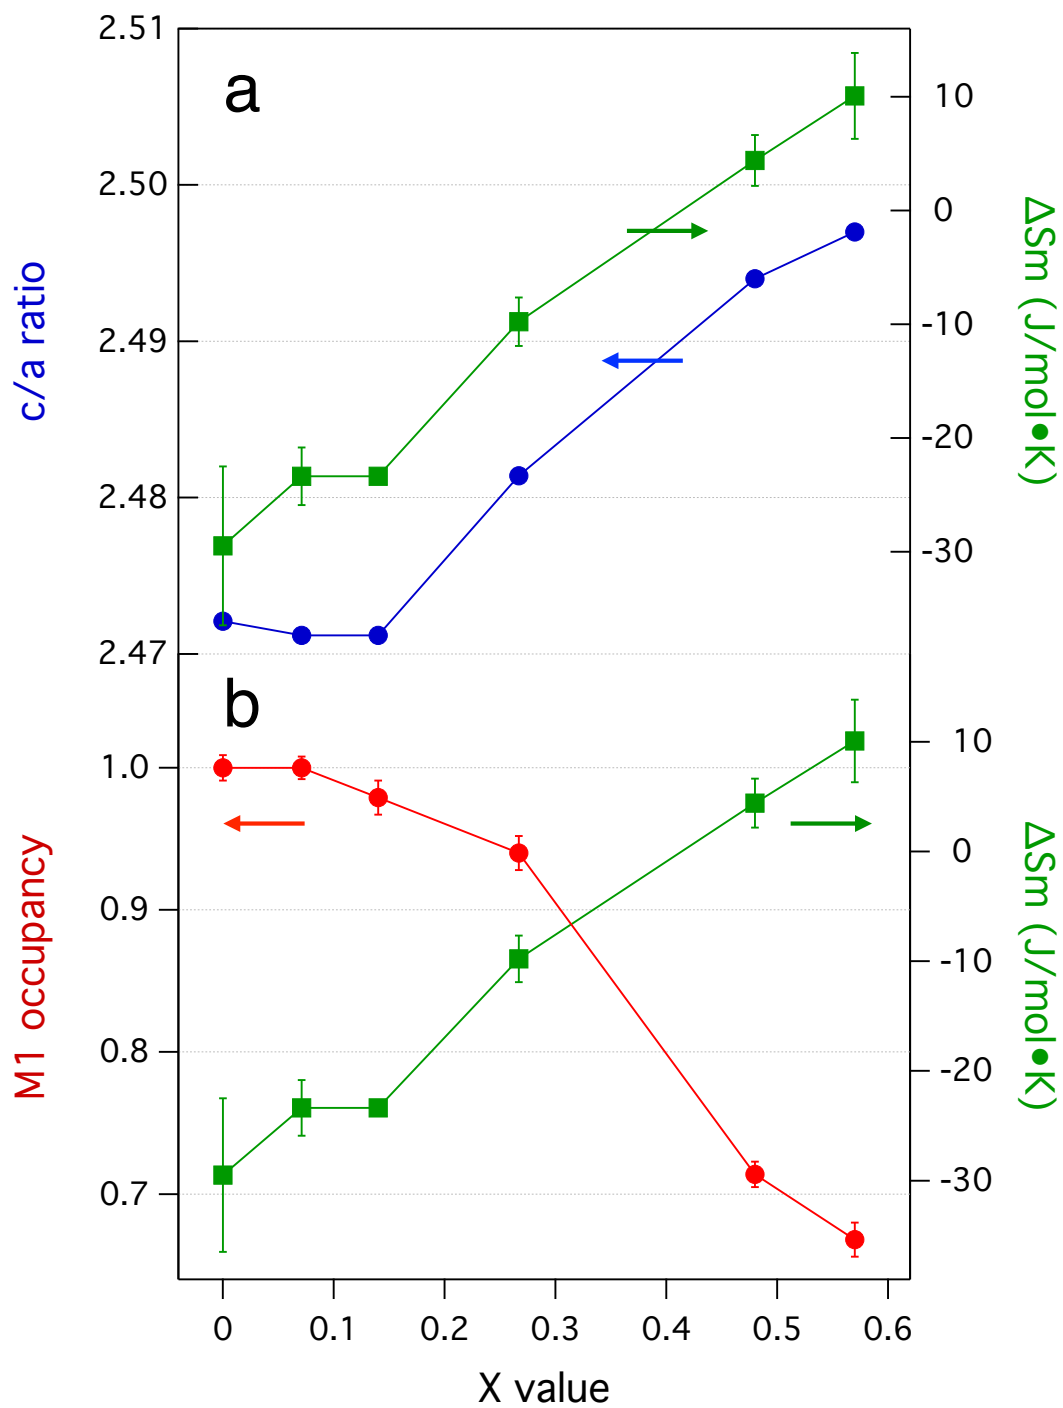 a
2.51
2.50
2.49
2.48
2.47
c/a ratio
10
0
-10
-20
-30
ΔSm (J/mol•K)
b
1.0
0.9
0.8
0.7
M1 occupancy
10
0
-10
-20
-30
ΔSm (J/mol•K)
0 0.1 0.2 0.3 0.4 0.5 0.6
X value